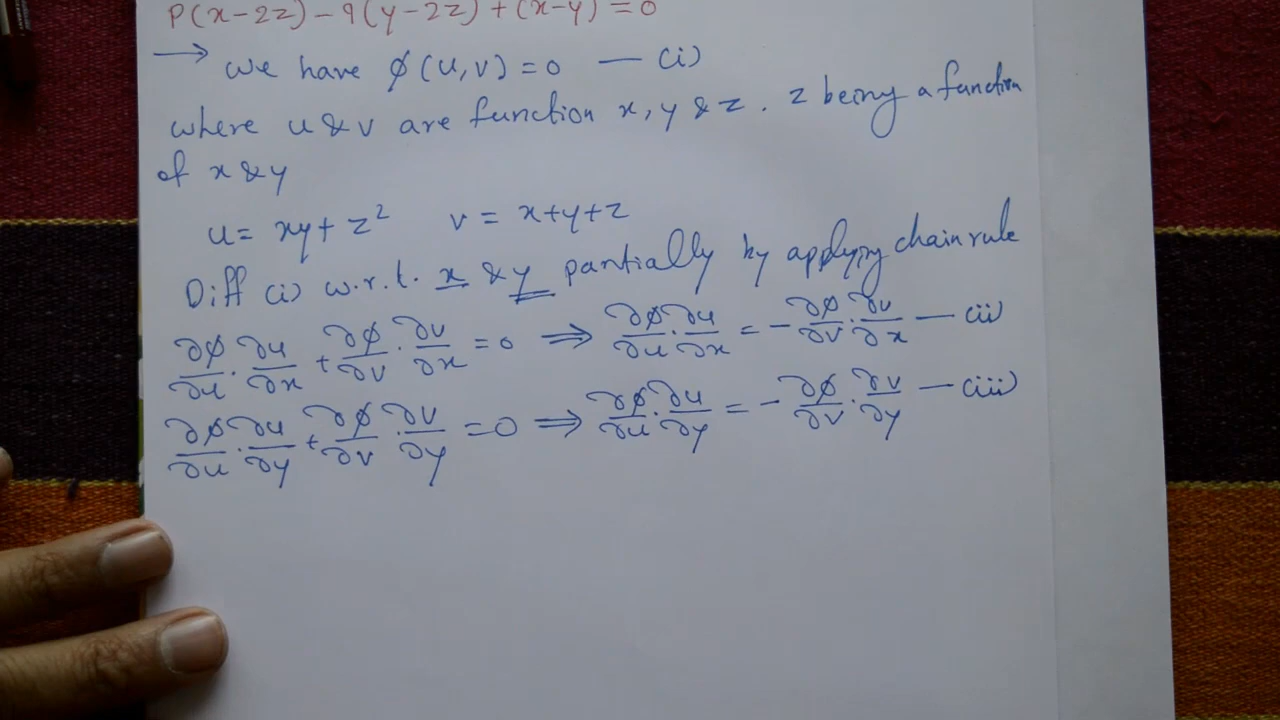 P(x-2z) - q(y-2z) + (x-y) = 0
→ We have ϕ(u,v) = 0 — (i)
where u & v are function x, y & z. z being a function
of x & y
u = xy + z² v = x+y+z
Diff (i) w.r.t. x & y partially by applying chain rule
∂ϕ/∂u · ∂u/∂x + ∂ϕ/∂v · ∂v/∂x = 0 ⇒ ∂ϕ/∂u · ∂u/∂x = - ∂ϕ/∂v · ∂v/∂x — (ii)
∂ϕ/∂u · ∂u/∂y + ∂ϕ/∂v · ∂v/∂y = 0 ⇒ ∂ϕ/∂u · ∂u/∂y = - ∂ϕ/∂v · ∂v/∂y — (iii)